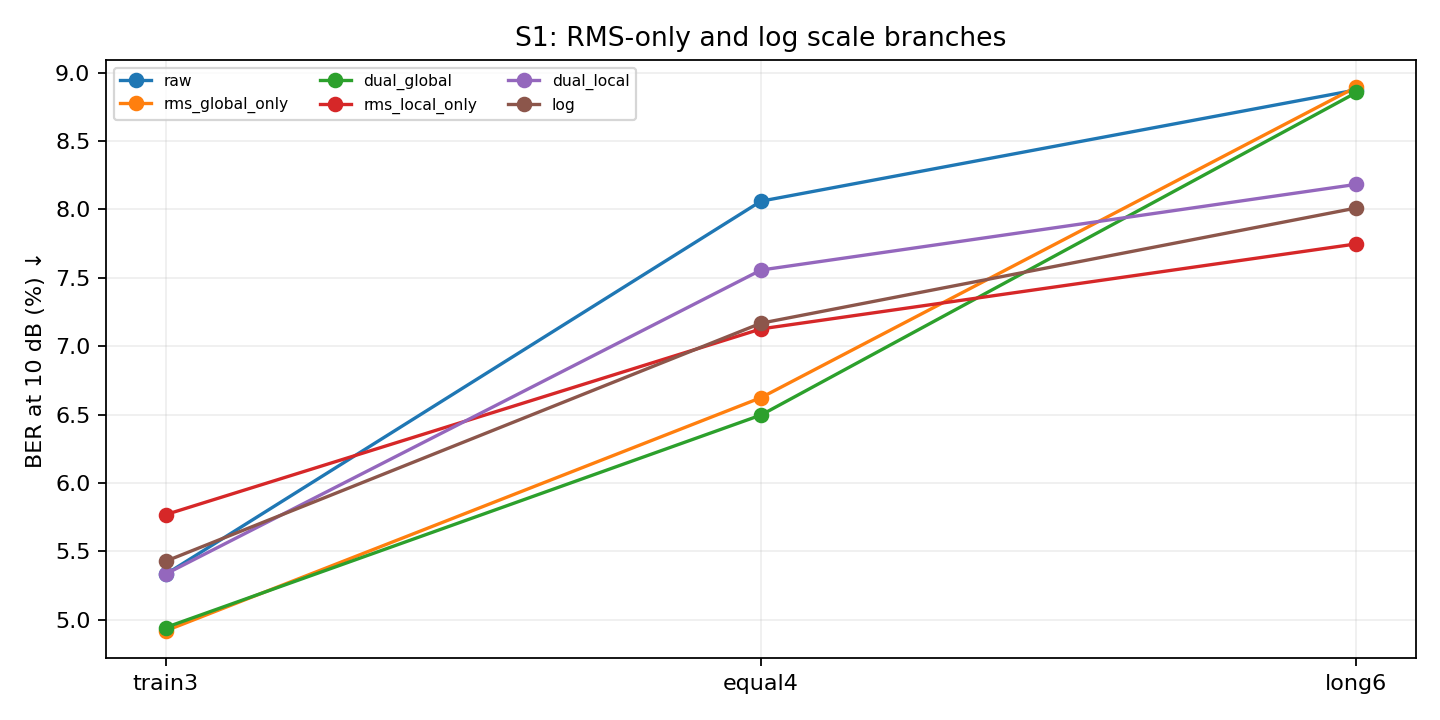 S1: RMS-only and log scale branches
raw
rms_global_only
dual_global
rms_local_only
dual_local
log
BER at 10 dB (%) ↓
9.0
8.5
8.0
7.5
7.0
6.5
6.0
5.5
5.0
train3
equal4
long6